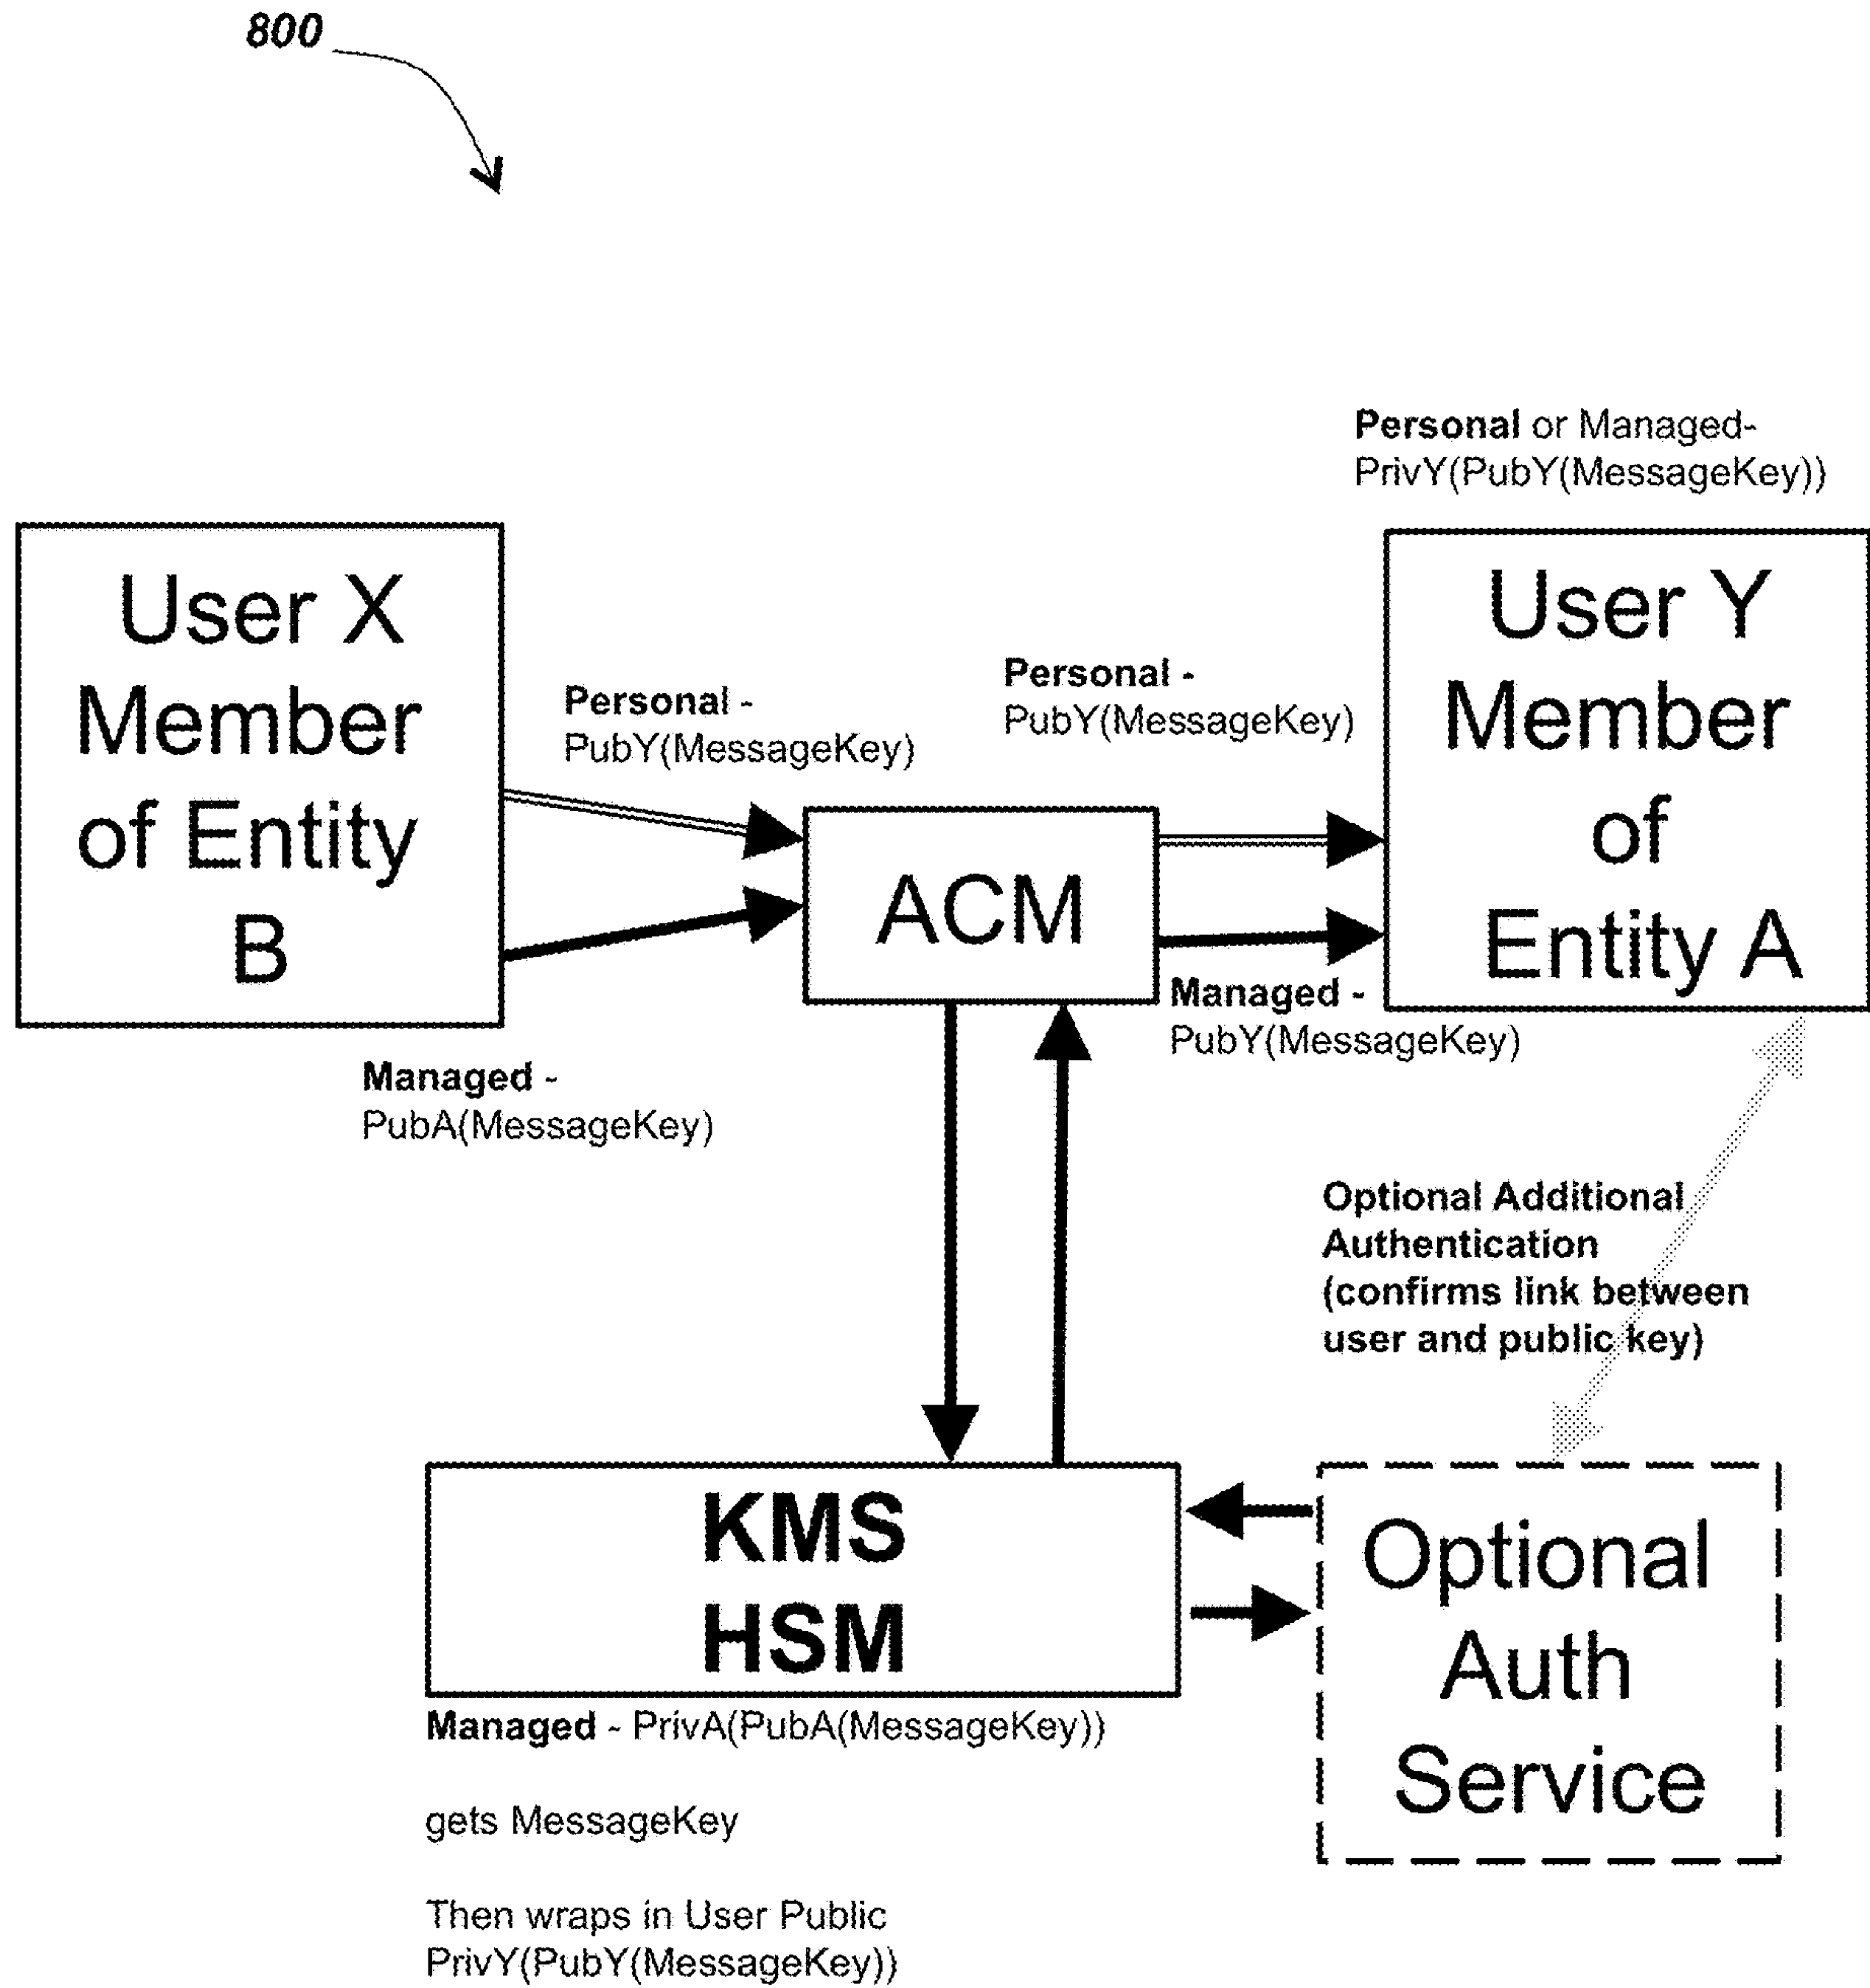 800
Personal or Managed-
PrivY(PubY(MessageKey))
User X
Member
of Entity
B
Personal -
PubY(MessageKey)
Personal -
PubY(MessageKey)
User Y
Member
of
Entity A
ACM
Managed -
PubA(MessageKey)
Managed -
PubY(MessageKey)
Optional Additional
Authentication
(confirms link between
user and public key)
KMS
HSM
Managed - PrivA(PubA(MessageKey))
gets MessageKey
Then wraps in User Public
PrivY(PubY(MessageKey))
Optional
Auth
Service